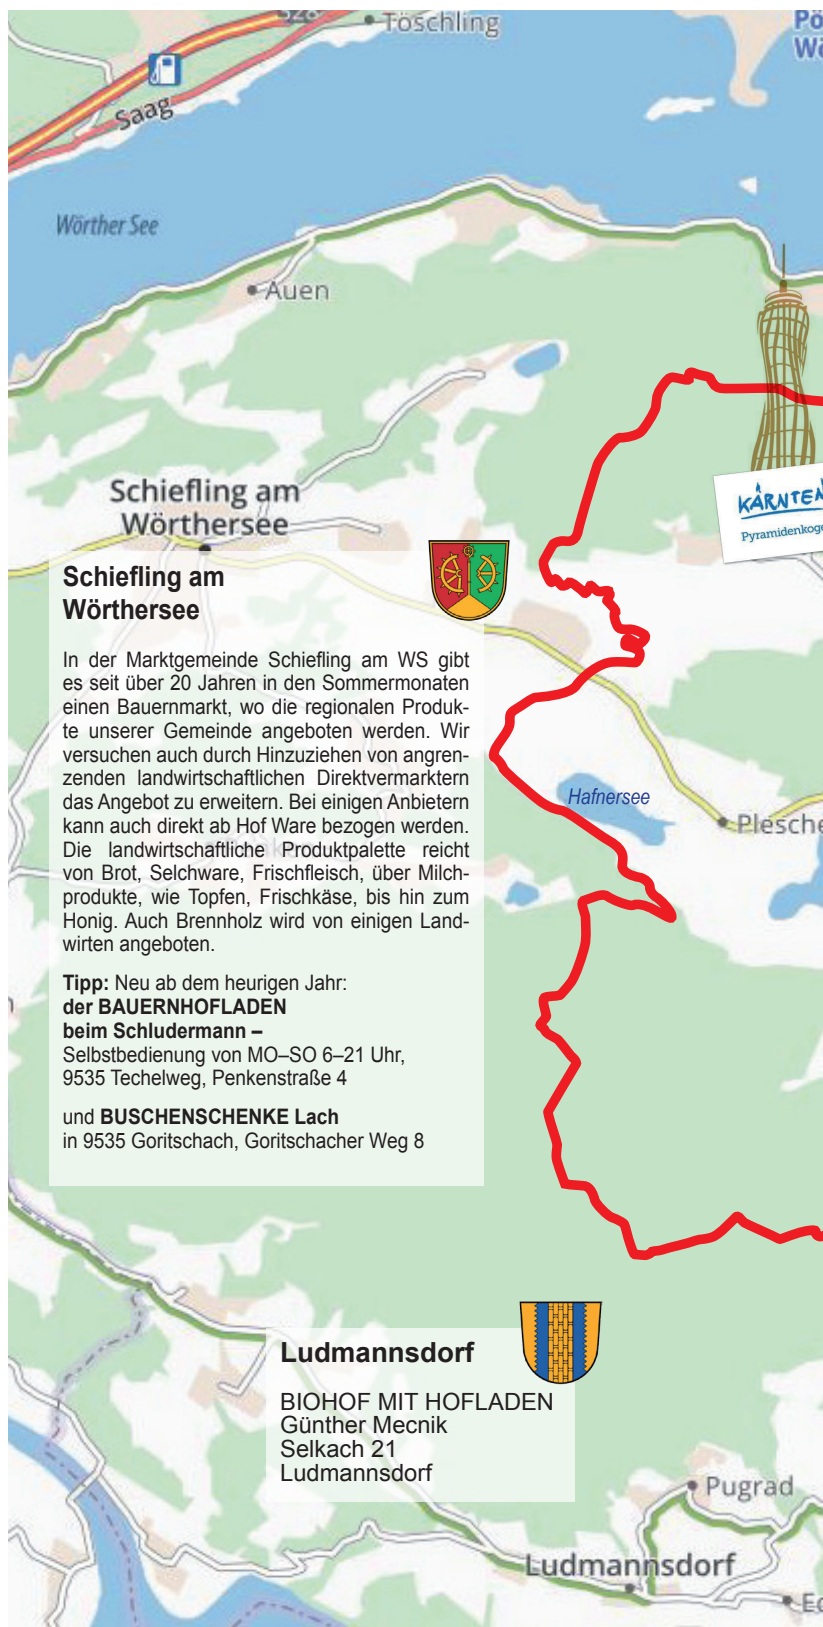 Töschling
Saag
Wörther See
Auen
Schiefling am
Wörthersee
KÄRNTEN
Schiefling am
Wörthersee
In der Marktgemeinde Schiefling am WS gibt
es seit über 20 Jahren in den Sommermonaten
einen Bauernmarkt, wo die regionalen Produk-
te unserer Gemeinde angeboten werden. Wir
versuchen auch durch Hinzuziehen von angren-
zenden landwirtschaftlichen Direktvermarktern
das Angebot zu erweitern. Bei einigen Anbietern
kann auch direkt ab Hof Ware bezogen werden.
Die landwirtschaftliche Produktpalette reicht
von Brot, Selchware, Frischfleisch, über Milch-
produkte, wie Topfen, Frischkäse, bis hin zum
Honig. Auch Brennholz wird von einigen Land-
wirten angeboten.
Tipp: Neu ab dem heurigen Jahr:
der BAUERNHOFLADEN
beim Schludermann –
Selbstbedienung von MO–SO 6–21 Uhr,
9535 Techelweg, Penkenstraße 4
und BUSCHENSCHENKE Lach
in 9535 Goritschach, Goritschacher Weg 8
Hafnersee
Plesche
Ludmannsdorf
BIOHOF MIT HOFLADEN
Günther Mecnik
Selkach 21
Ludmannsdorf
Pugrad
Ludmannsdorf